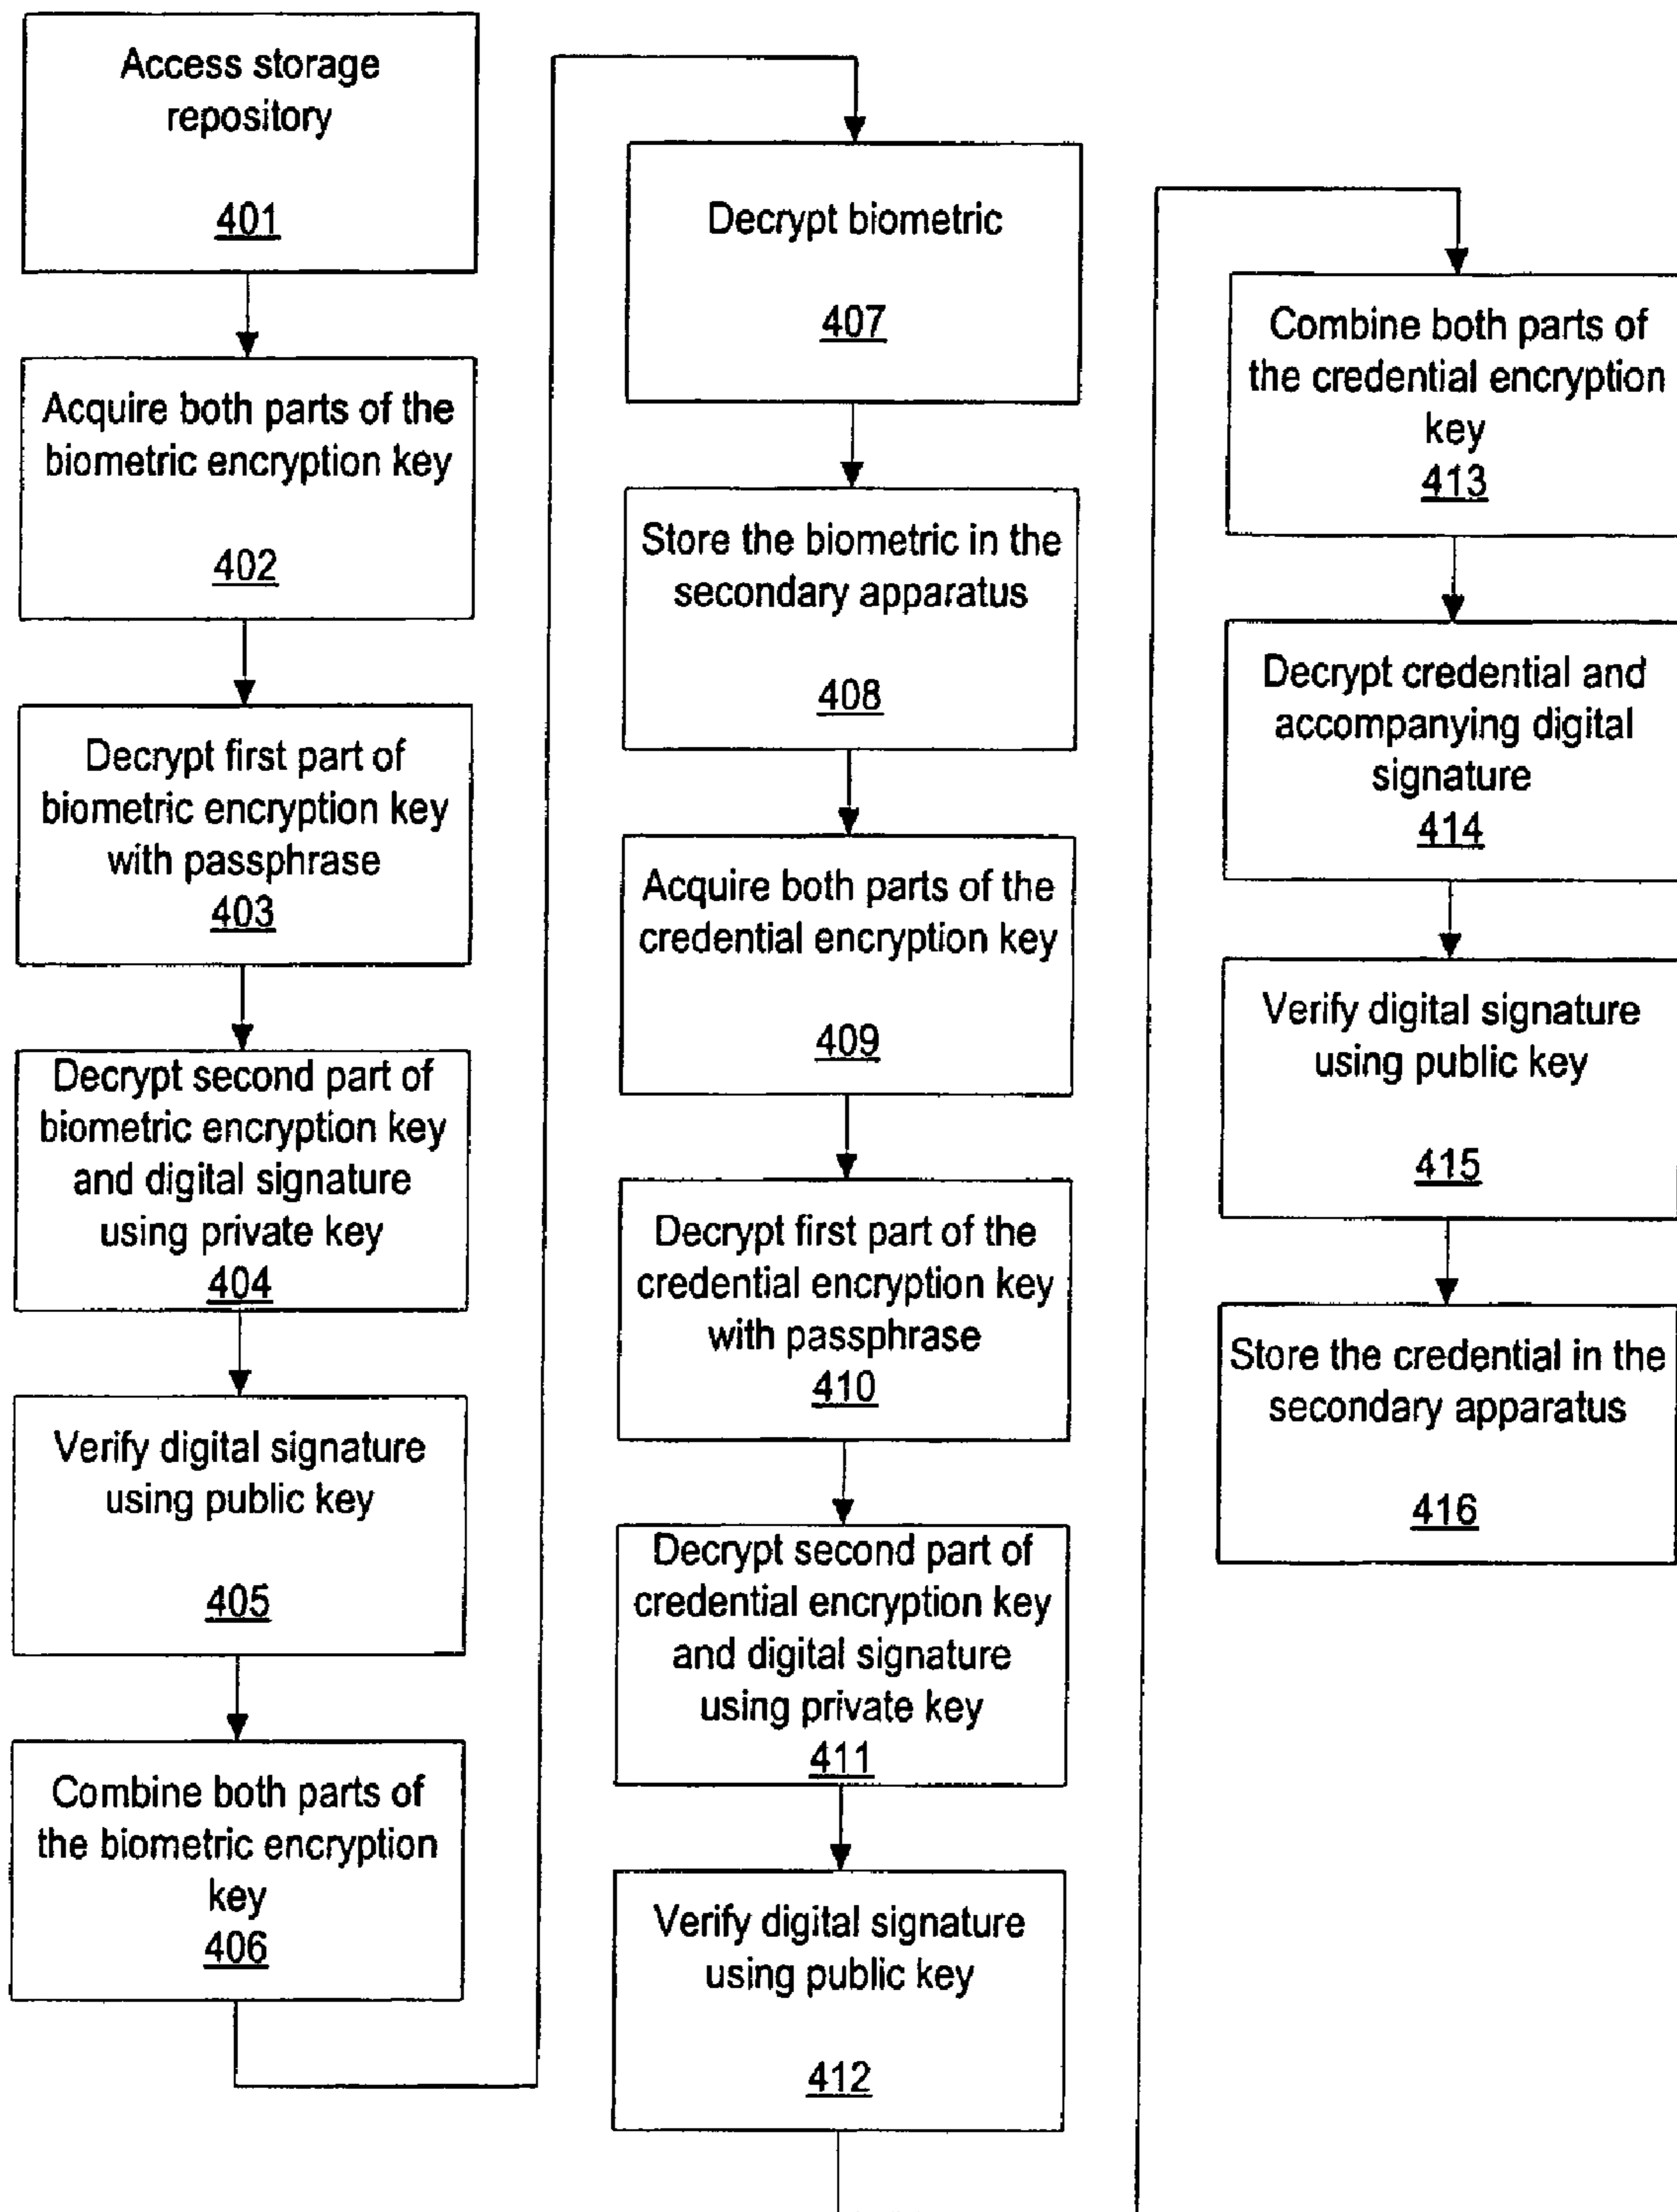 Access storage
repository
401
Acquire both parts of the
biometric encryption key
402
Decrypt first part of
biometric encryption key
with passphrase
403
Decrypt second part of
biometric encryption key
and digital signature
using private key
404
Verify digital signature
using public key
405
Combine both parts of
the biometric encryption
key
406
Decrypt biometric
407
Store the biometric in the
secondary apparatus
408
Acquire both parts of the
credential encryption key
409
Decrypt first part of the
credential encryption key
with passphrase
410
Decrypt second part of
credential encryption key
and digital signature
using private key
411
Verify digital signature
using public key
412
Combine both parts of
the credential encryption
key
413
Decrypt credential and
accompanying digital
signature
414
Verify digital signature
using public key
415
Store the credential in the
secondary apparatus
416